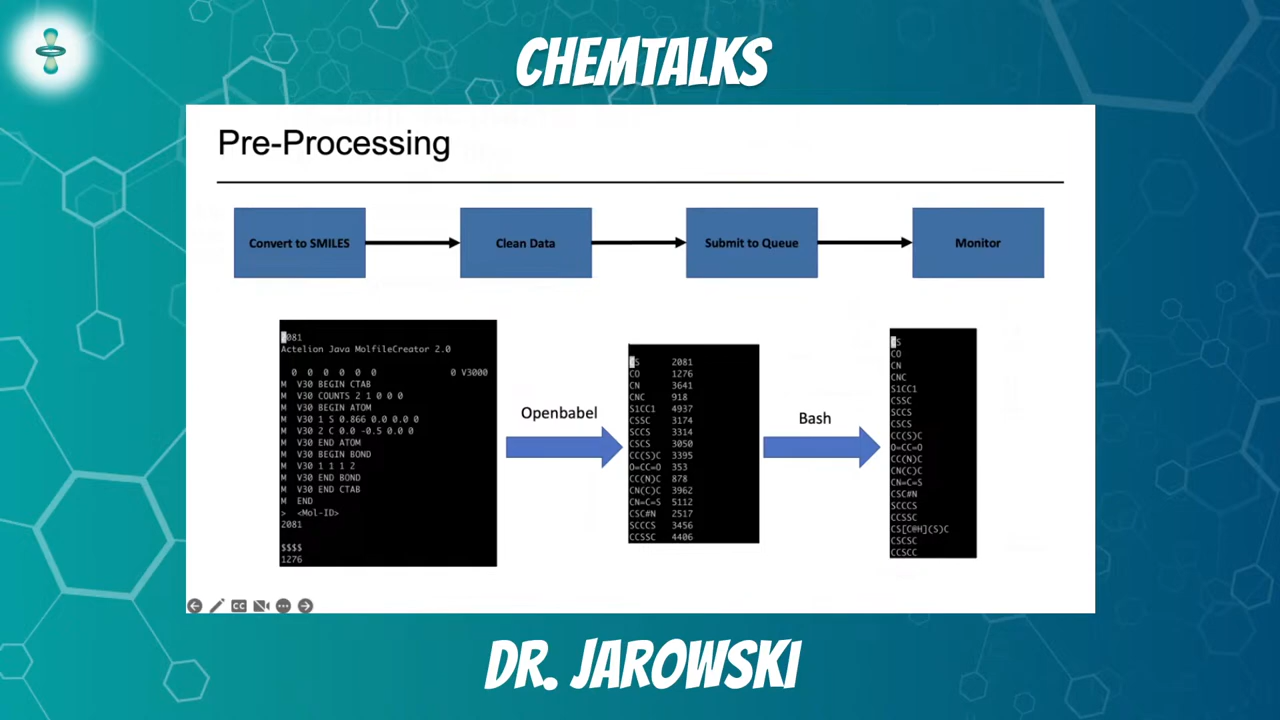 CHEMTALKS
Pre-Processing
Convert to SMILES
Clean Data
Submit to Queue
Monitor
2081
Actelion Java MolfileCreator 2.0
0 0 0 0 0 0 0 V3000
M V30 BEGIN CTAB
M V30 COUNTS 2 1 0 0 0
M V30 BEGIN ATOM
M V30 1 S 0.866 0.0 0.0 0
M V30 2 C 0.0 -0.5 0.0 0
M V30 END ATOM
M V30 BEGIN BOND
M V30 1 1 1 2
M V30 END BOND
M V30 END CTAB
M END
> <Mol-ID>
2081
$$$$
1276
Openbabel
CS 2081
CO 1276
CN 3641
CNC 918
S1CC1 4937
CSSC 3174
SCCS 3314
CSCS 3050
CC(S)C 3395
O=CC=O 353
CC(N)C 878
CN(C)C 3962
CN=C=S 5112
CSC#N 2517
SCCCS 3456
CCSSC 4406
Bash
CS
CO
CN
CNC
S1CC1
CSSC
SCCS
CSCS
CC(S)C
O=CC=O
CC(N)C
CN(C)C
CN=C=S
CSC#N
SCCCS
CCSSC
CS[C@H](S)C
CSCSC
CCSCC
CC
DR. JAROWSKI